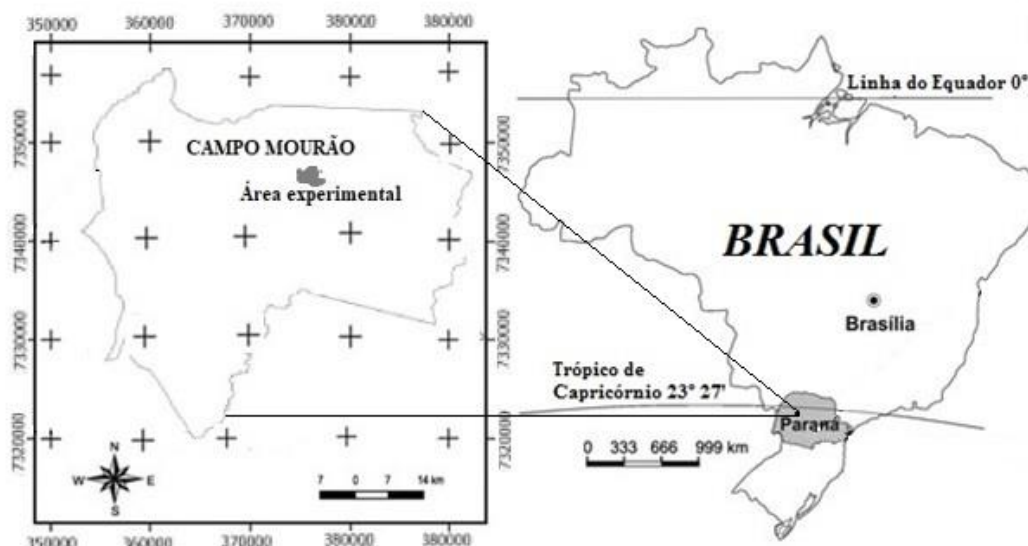 350000 360000 370000 380000 380000
Linha do Equador 0°
CAMPO MOURÃO
Área experimental
7350000
7340000
7330000
7320000
7350000
7340000
7330000
7320000
BRASIL
Brasília
Trópico de
Capricórnio 23° 27'
Paraná
0 333 666 999 km
N
W E
S
7 0 7 14 km
350000 360000 370000 380000 380000